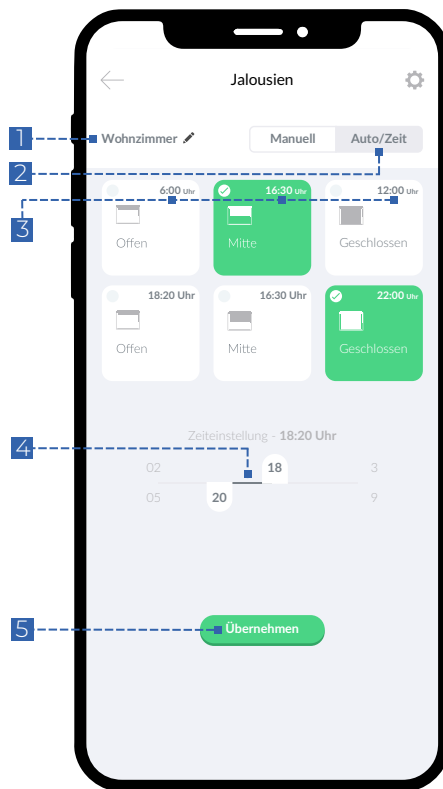 Jalousien
1
Wohnzimmer
Manuell
Auto/Zeit
2
6:00 Uhr
16:30 Uhr
12:00 Uhr
3
Offen
Mitte
Geschlossen
18:20 Uhr
16:30 Uhr
22:00 Uhr
Offen
Mitte
Geschlossen
Zeiteinstellung - 18:20 Uhr
4
02
18
3
05
20
9
5
Übernehmen